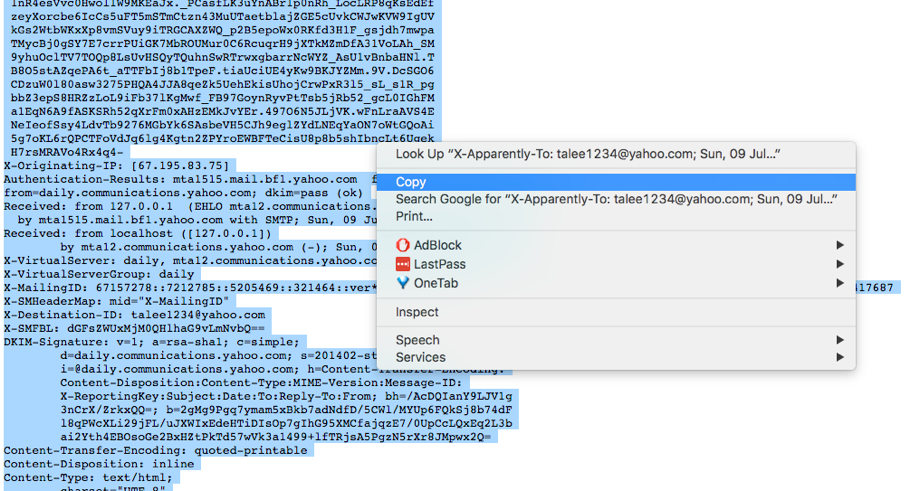 lnR4esVvc0HWolIW9MKEaJx._PCasfLK3uYnABrIp0nRh_LocLRP8qKsEdEf
zeyXorcbe6IcCs5uFT5mSTmCtzn43MuUTaetblajZGE5cUvkCWJwKVW9IgUV
kGs2WtbWKxXp8vmSVuy9iTRGCAXZWQ_p2B5epoWx0RKfd3H1F_gsjdh7mwpa
TMycBj0gSY7E7crrPUiGK7MbROUMur0C6RcuqrH9jXTkMZmDfA31VoLAh_SM
9yhuOclTV7TOQp8LsUvHSQyTQuhnSwRTrwxgbarrNcWYZ_AsU1vBnbaHNl.T
B8O5stAZqePA6t_aTTFbIj8blTpeF.tiaUciUE4yKw9BKJYZMm.9V.DcSGO6
CDzuW0l80asw3275PHQA4JJA8qeZk5UehEkisUhojCrwPxR3l5_sL_slR_pg
bbZ3epS8HRZzLoL9iFb37lKgMwf_FB97GoynRyvPtTsb5jRb52_gcL0IGhFM
alEqN6A9fASKSRh52qXrFm0xAHzEMkJvYEr.497O6N5JLjVK.wFnLraAVS4E
NeIeofSsy4LdvTb9276MGbYk6SAsbeVH5CJh9eglZYdLNEqYaON7oWtGQoAi
5g7oKL6rQPCTFoVdJq6lg4Kgtn2ZPYroEWBFTeCisU8p8b5shIbncLt6Ugek
H7rsMRAVo4Rx4q4-
X-Originating-IP: [67.195.83.75]
Authentication-Results: mta1515.mail.bf1.yahoo.com f
from=daily.communications.yahoo.com; dkim=pass (ok)
Received: from 127.0.0.1 (EHLO mta12.communications.
by mta1515.mail.bf1.yahoo.com with SMTP; Sun, 09 Ju
Received: from localhost ([127.0.0.1])
by mta12.communications.yahoo.com (-); Sun, 0
X-VirtualServer: daily, mta12.communications.yahoo.co
X-VirtualServerGroup: daily
X-MailingID: 67157278::7212785::5205469::321464::ver* 417687
X-SMHeaderMap: mid="X-MailingID"
X-Destination-ID: talee1234@yahoo.com
X-SMFBL: dGFsZWUxMjM0QHlhaG9vLmNvbQ==
DKIM-Signature: v=1; a=rsa-sha1; c=simple;
d=daily.communications.yahoo.com; s=201402-st
i=@daily.communications.yahoo.com; h=Content-Transfer-Encoding:
Content-Disposition:Content-Type:MIME-Version:Message-ID:
X-ReportingKey:Subject:Date:To:Reply-To:From; bh=/AcDQIanY9LJV1g
3nCrX/ZrkxQQ=; b=2gMg9Pgq7ymam5xBkb7adNdfD/5CWl/MYUp6FQkSj8b74dF
l8qPWcXLi29jFL/uJXWIxEdeHTiDIsOp7gIhG95XMCfajqzE7/0UpCcLQxEq2L3b
ai2Yth4EBOsoGe2BxHZtPkTd57wVk3al499+lfTRjsA5PgzN5rXr8JMpwx2Q=
Content-Transfer-Encoding: quoted-printable
Content-Disposition: inline
Content-Type: text/html;
charset="UTF-8"
Look Up “X-Apparently-To: talee1234@yahoo.com; Sun, 09 Jul...”
Copy
Search Google for “X-Apparently-To: talee1234@yahoo.com; Sun, 09 Jul...”
Print...
AdBlock
LastPass
OneTab
Inspect
Speech
Services